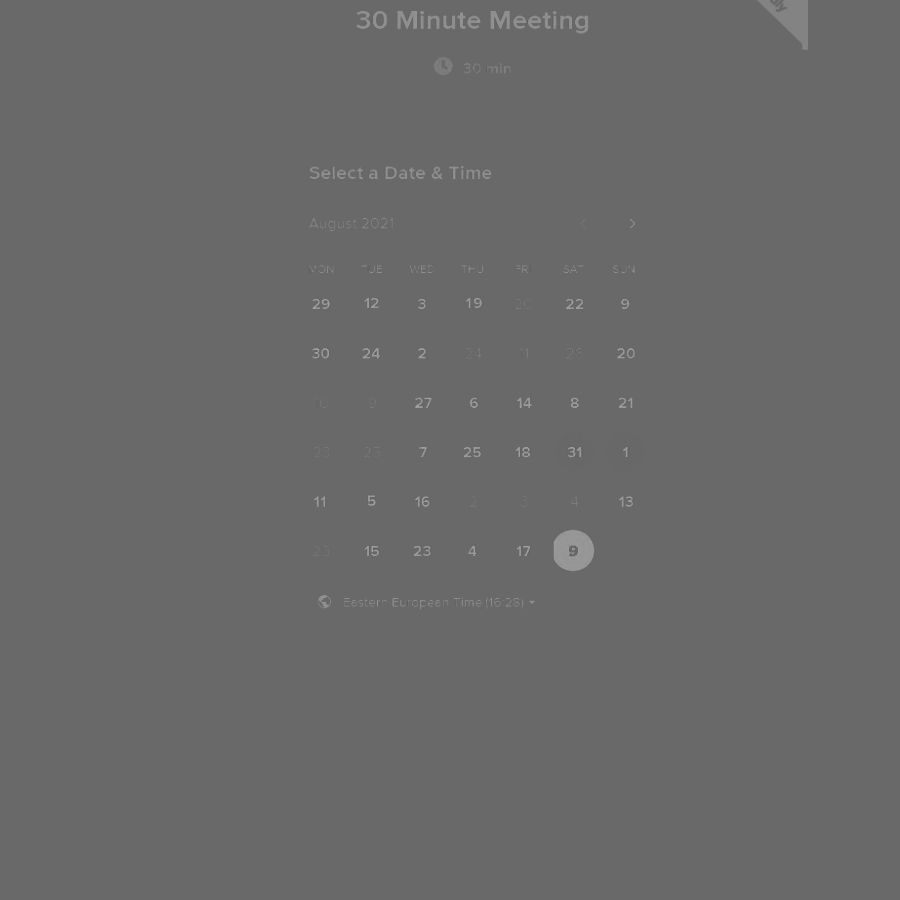 30 Minute Meeting
30 min
Select a Date & Time
August 2021
MON TUE WED THU FRI SAT SUN
29 12 3 19 26 22 9
30 24 2 24 11 28 20
6 9 27 6 14 8 21
23 25 7 25 18 31 1
11 5 16 2 3 4 13
23 15 23 4 17 9
Eastern European Time (16:28)